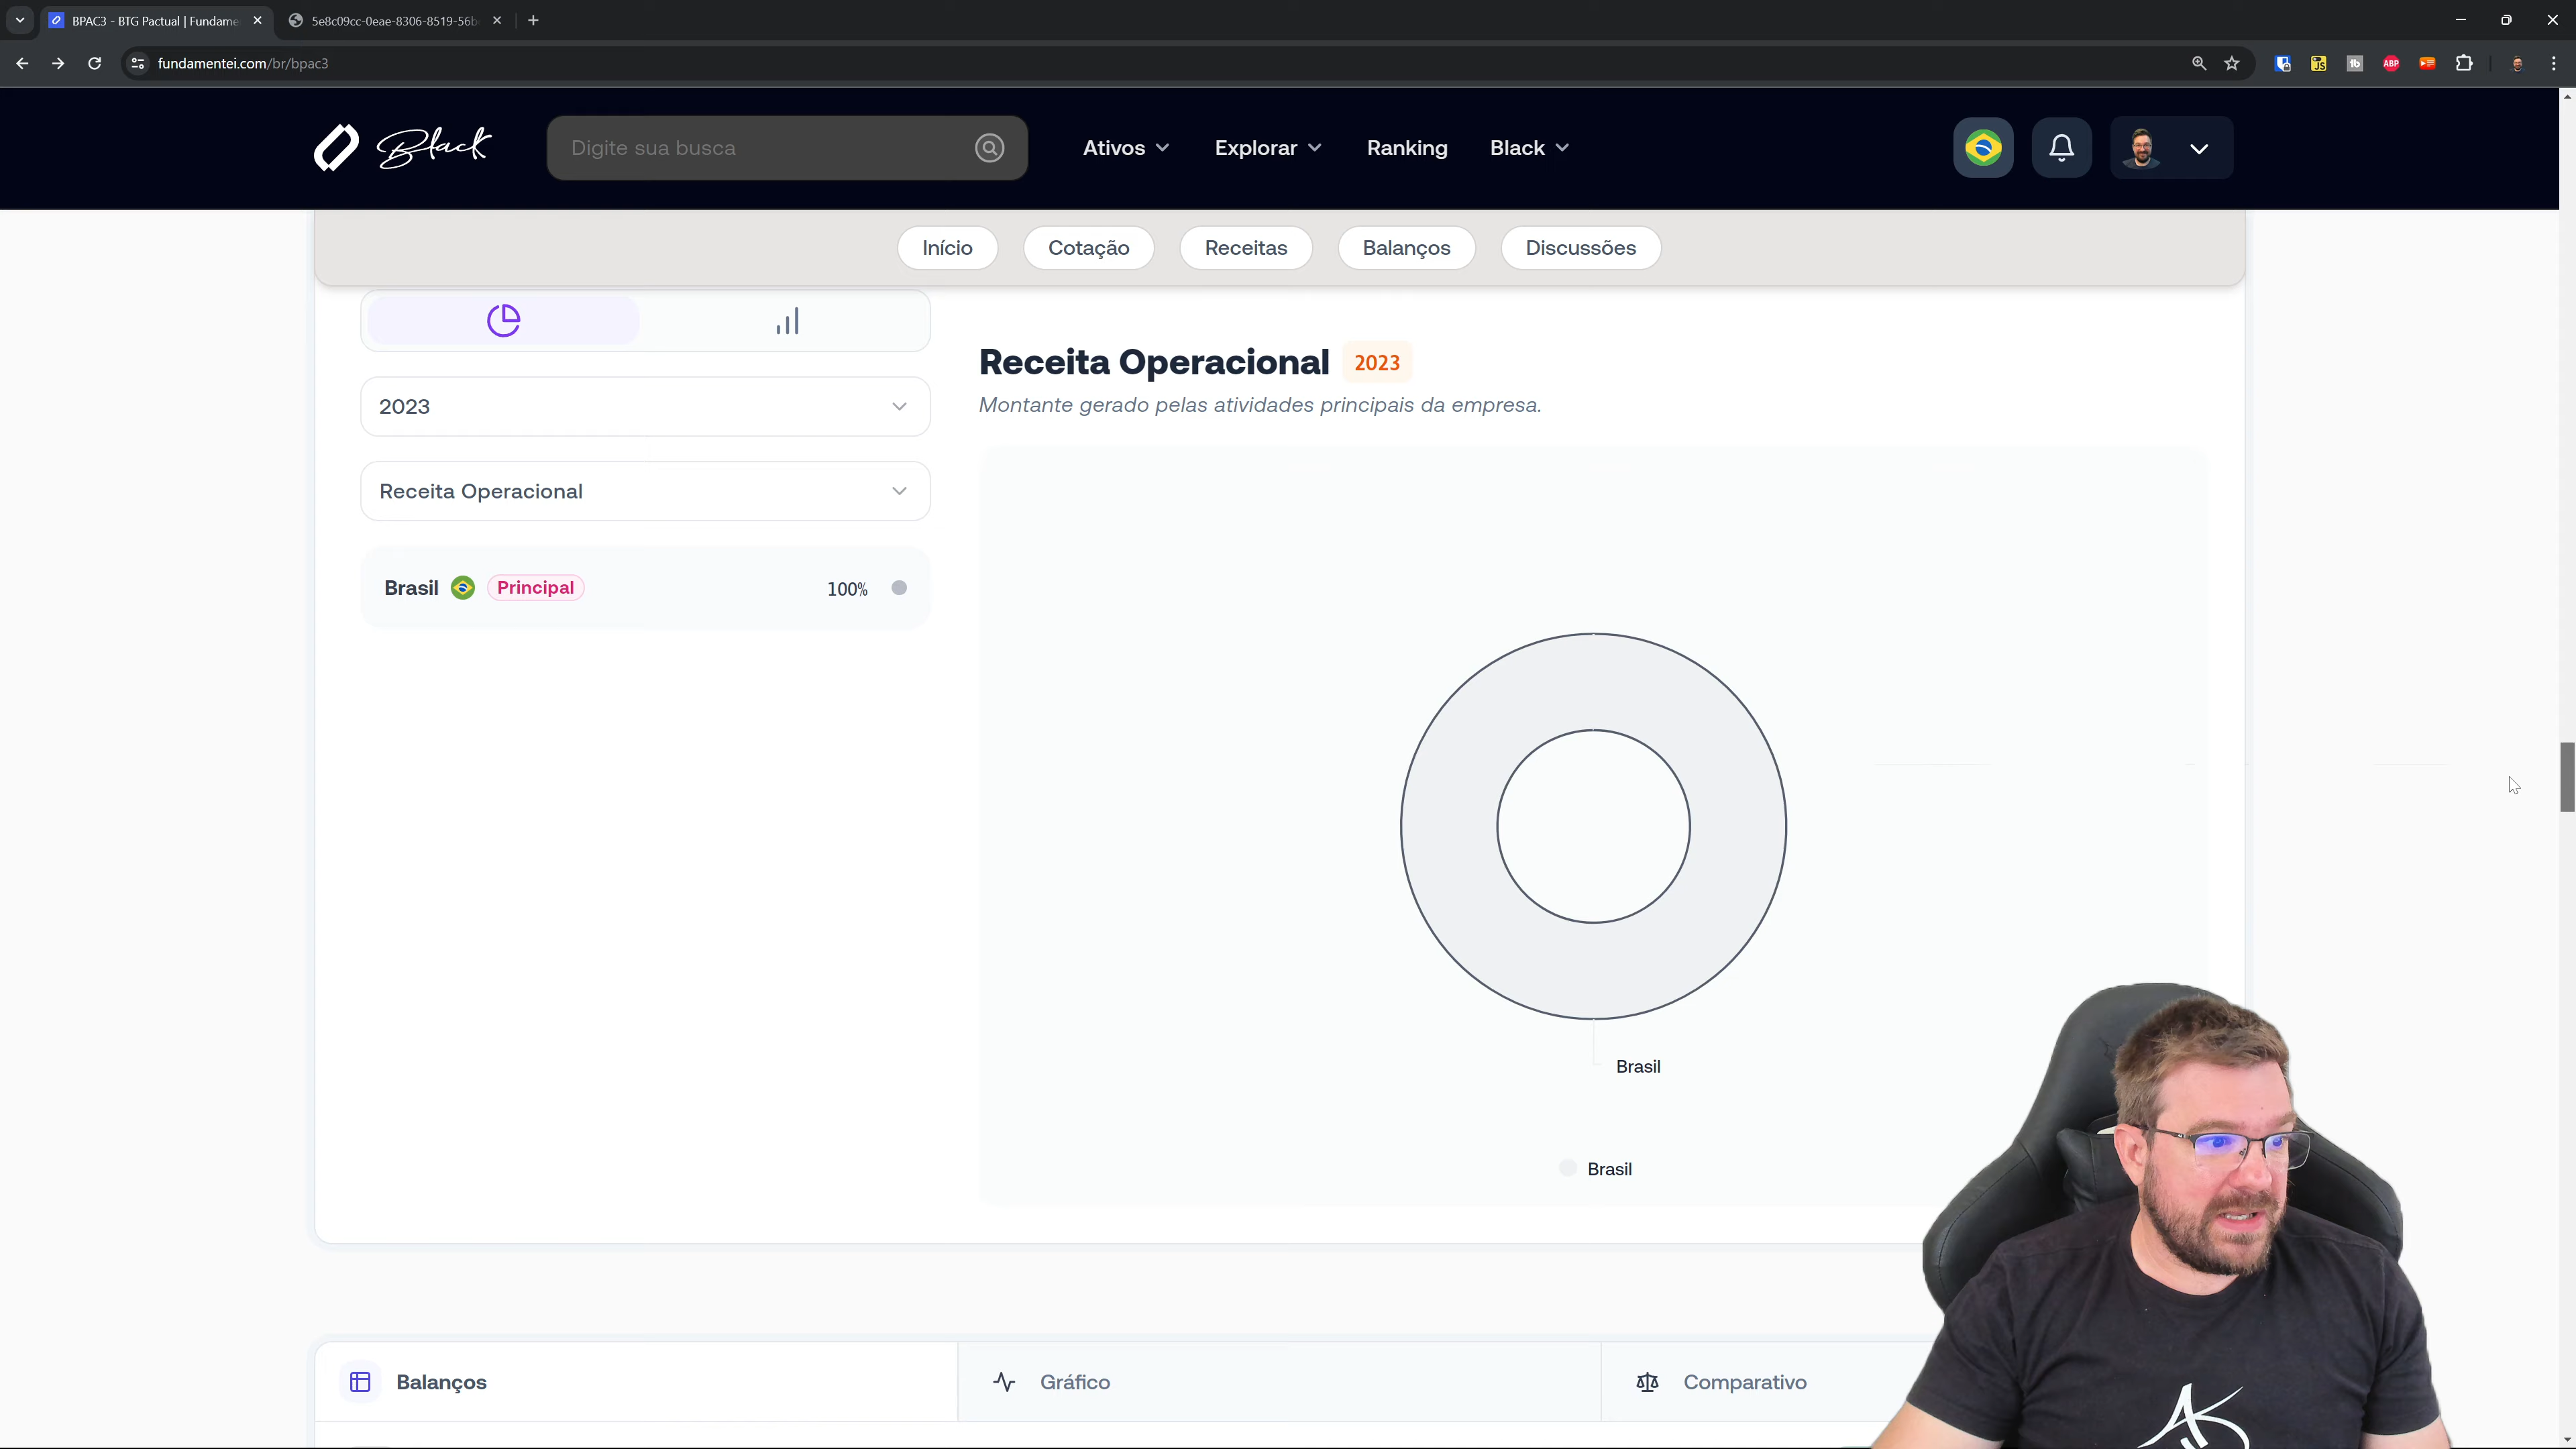 BPAC3 - BTG Pactual | Fundame
5e8c09cc-0eae-8306-8519-56b
fundamentei.com/br/bpac3
Black
Digite sua busca
Ativos
Explorar
Ranking
Black
Início
Cotação
Receitas
Balanços
Discussões
2023
Receita Operacional
Brasil
Principal
100%
Receita Operacional 2023
Montante gerado pelas atividades principais da empresa.
Brasil
Brasil
Balanços
Gráfico
Comparativo